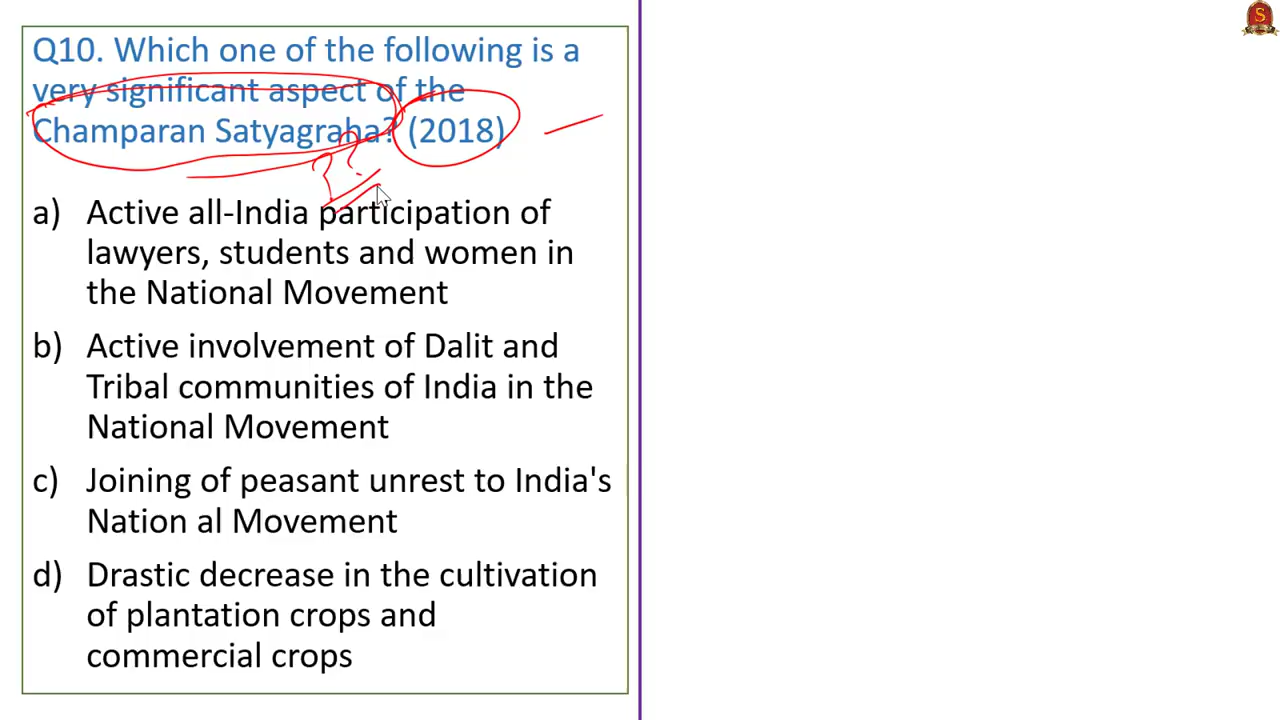 Q10. Which one of the following is a
very significant aspect of the
Champaran Satyagraha? (2018)
a) Active all-India participation of
lawyers, students and women in
the National Movement
b) Active involvement of Dalit and
Tribal communities of India in the
National Movement
c) Joining of peasant unrest to India's
Nation al Movement
d) Drastic decrease in the cultivation
of plantation crops and
commercial crops
S